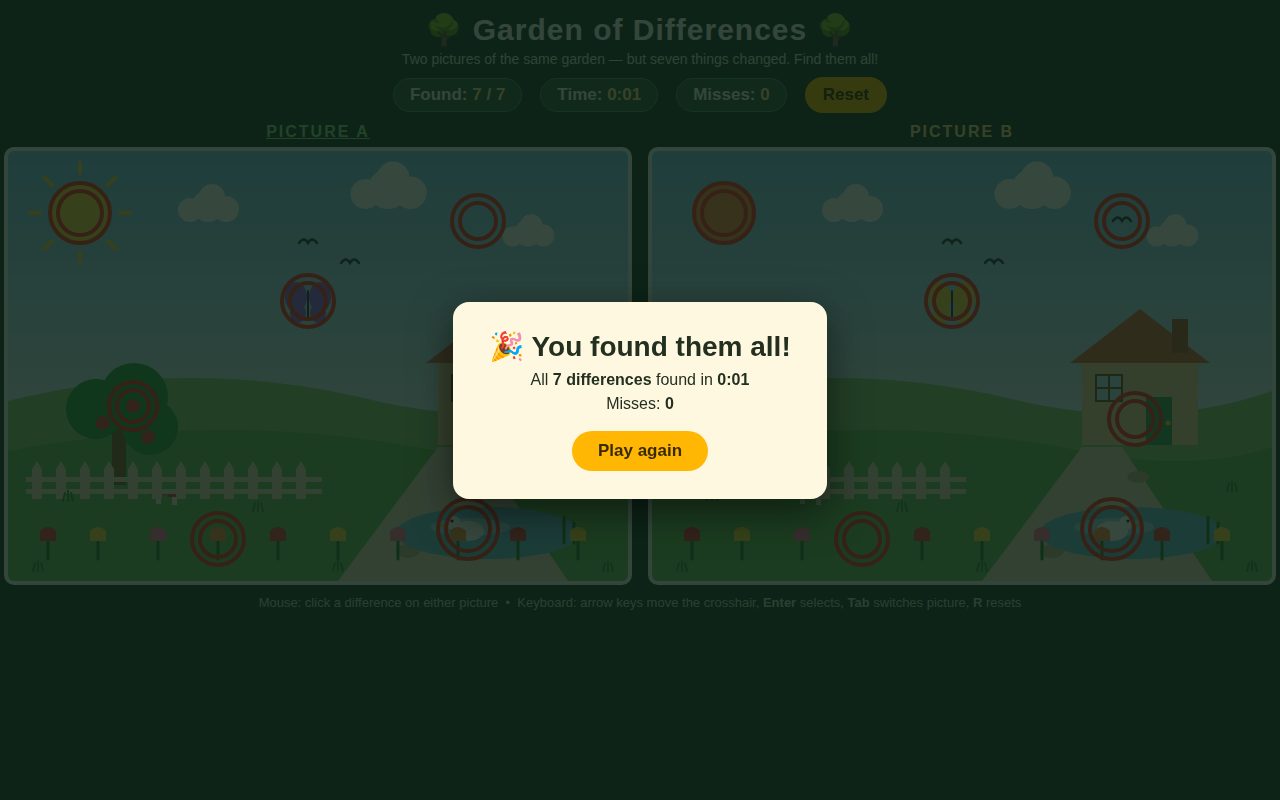 🌳 Garden of Differences 🌳
Two pictures of the same garden — but seven things changed. Find them all!
Found: 7 / 7
Time: 0:01
Misses: 0
Reset
PICTURE A
PICTURE B
🎉 You found them all!
All 7 differences found in 0:01
Misses: 0
Play again
Mouse: click a difference on either picture • Keyboard: arrow keys move the crosshair, Enter selects, Tab switches picture, R resets